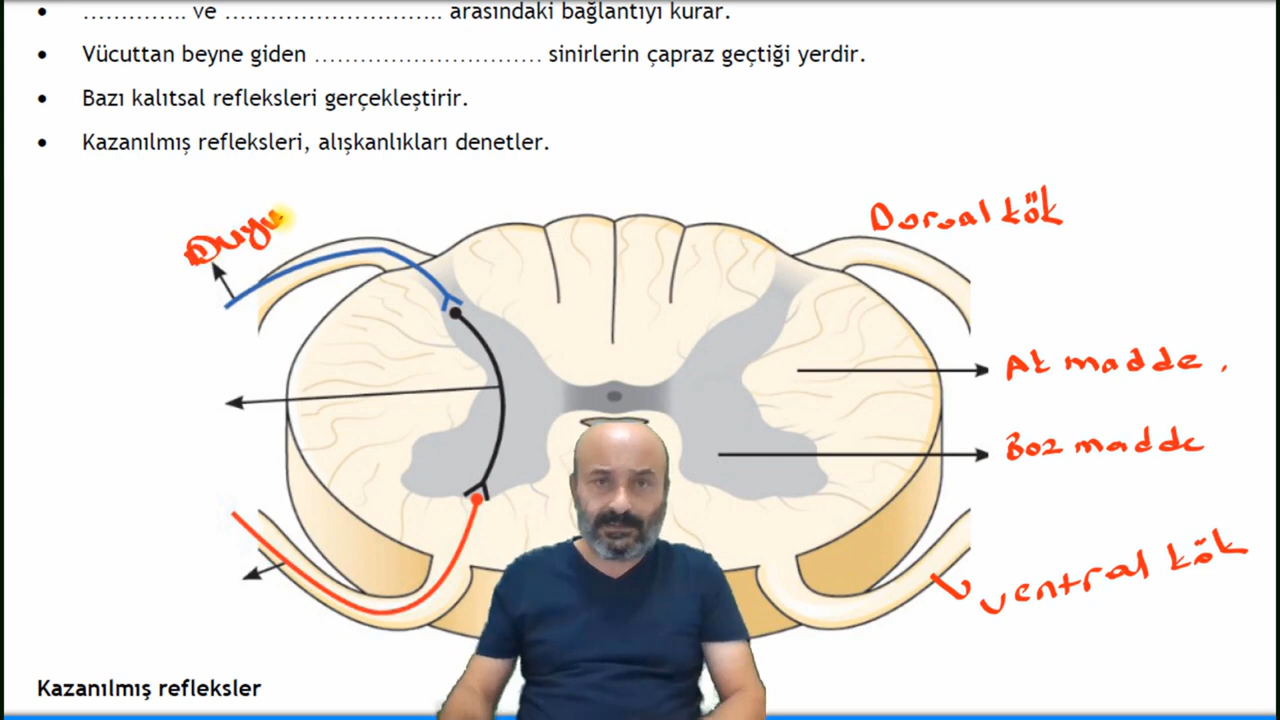 • ………….. ve …………………….. arasındaki bağlantıyı kurar.
• Vücuttan beyne giden ………………………… sinirlerin çapraz geçtiği yerdir.
• Bazı kalıtsal refleksleri gerçekleştirir.
• Kazanılmış refleksleri, alışkanlıkları denetler.
Duyu
Dorsal kök
Ak madde
Boz madde
Ventral kök
Kazanılmış refleksler